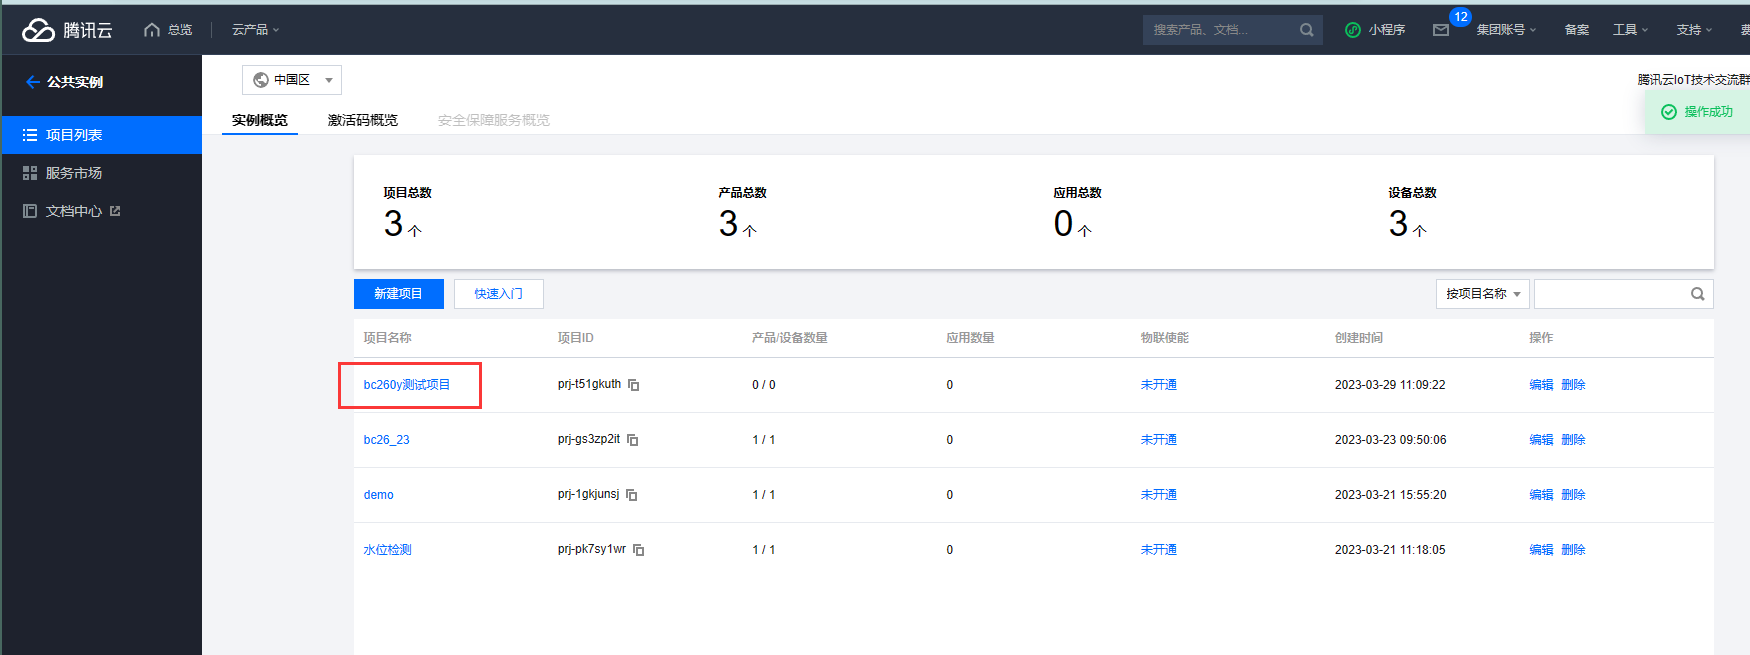 腾讯云 总览 云产品 搜索产品、文档... 小程序 12 集团账号 备案 工具 支持
公共实例 中国区 腾讯云IoT技术交流群
操作成功
实例概览 激活码概览 安全保障服务概览
项目列表
服务市场
文档中心
项目总数 产品总数 应用总数 设备总数
3 个 3 个 0 个 3 个
新建项目 快速入门 按项目名称
项目名称 项目ID 产品/设备数量 应用数量 物联使能 创建时间 操作
bc260y测试项目 prj-t51gkuth 0 / 0 0 未开通 2023-03-29 11:09:22 编辑 删除
bc26_23 prj-gs3zp2it 1 / 1 0 未开通 2023-03-23 09:50:06 编辑 删除
demo prj-1gkjunsj 1 / 1 0 未开通 2023-03-21 15:55:20 编辑 删除
水位检测 prj-pk7sy1wr 1 / 1 0 未开通 2023-03-21 11:18:05 编辑 删除